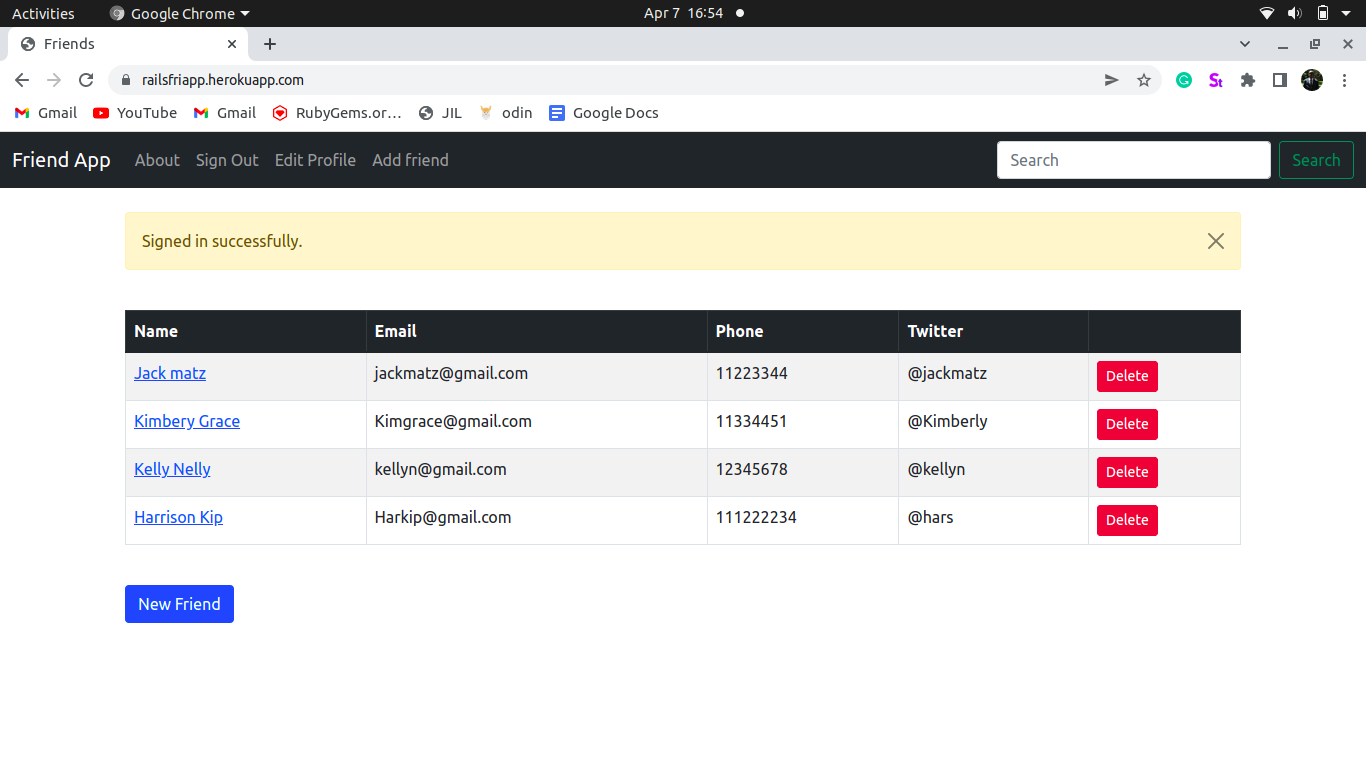 Activities Google Chrome Apr 7 16:54
Friends
railsfriapp.herokuapp.com
Gmail YouTube Gmail RubyGems.or... JIL odin Google Docs
Friend App About Sign Out Edit Profile Add friend Search Search
Signed in successfully.
Name Email Phone Twitter
Jack matz jackmatz@gmail.com 11223344 @jackmatz Delete
Kimbery Grace Kimgrace@gmail.com 11334451 @Kimberly Delete
Kelly Nelly kellyn@gmail.com 12345678 @kellyn Delete
Harrison Kip Harkip@gmail.com 111222234 @hars Delete
New Friend